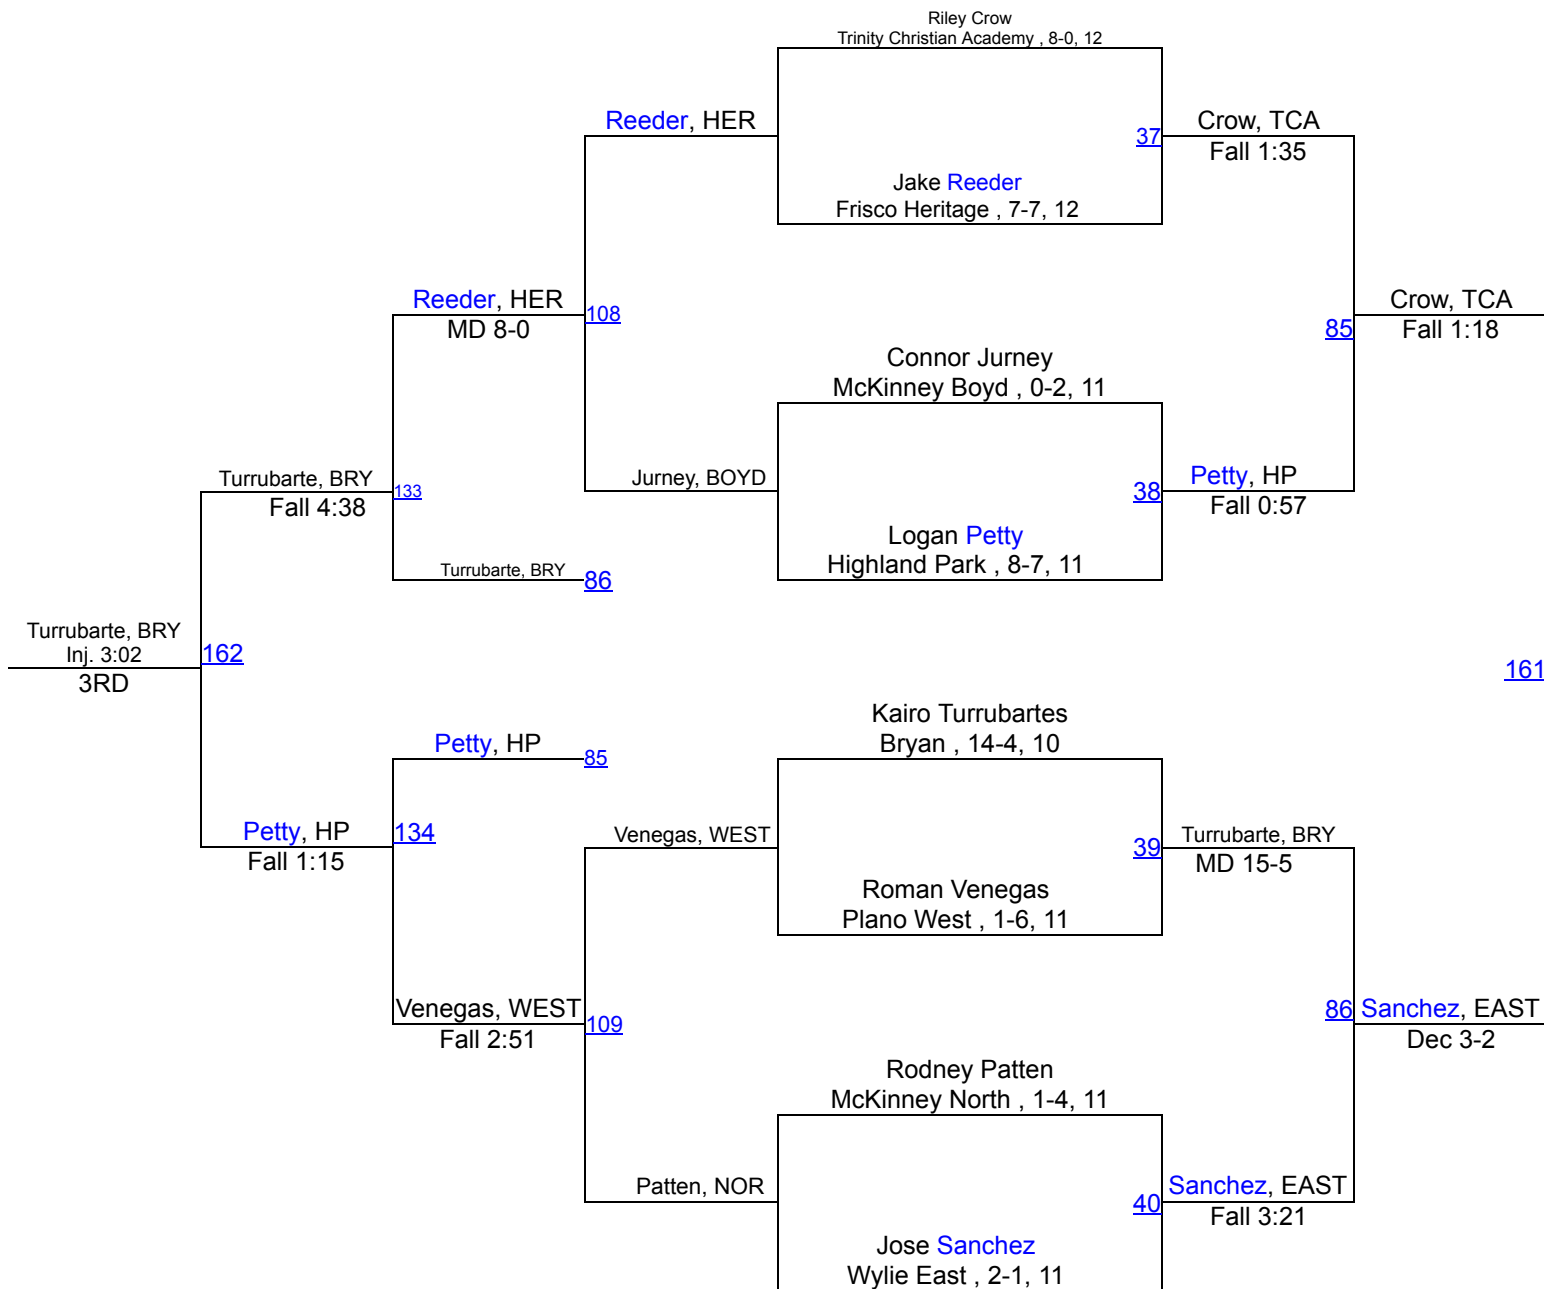 Riley Crow
Trinity Christian Academy , 8-0, 12
Reeder, HER
37
Crow, TCA
Fall 1:35
Jake Reeder
Frisco Heritage , 7-7, 12
Reeder, HER
MD 8-0
108
85
Crow, TCA
Fall 1:18
Connor Jurney
McKinney Boyd , 0-2, 11
Turrubarte, BRY
Fall 4:38
133
Jurney, BOYD
38
Petty, HP
Fall 0:57
Logan Petty
Highland Park , 8-7, 11
Turrubarte, BRY
86
Turrubarte, BRY
Inj. 3:02
3RD
162
161
Kairo Turrubartes
Bryan , 14-4, 10
Petty, HP
85
Petty, HP
Fall 1:15
134
Venegas, WEST
39
Turrubarte, BRY
MD 15-5
Roman Venegas
Plano West , 1-6, 11
Venegas, WEST
Fall 2:51
109
86
Sanchez, EAST
Dec 3-2
Rodney Patten
McKinney North , 1-4, 11
Patten, NOR
40
Sanchez, EAST
Fall 3:21
Jose Sanchez
Wylie East , 2-1, 11